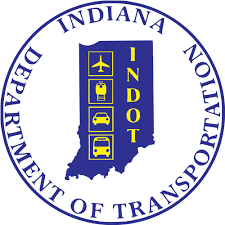 INDIANA
DEPARTMENT OF TRANSPORTATION
INDOT